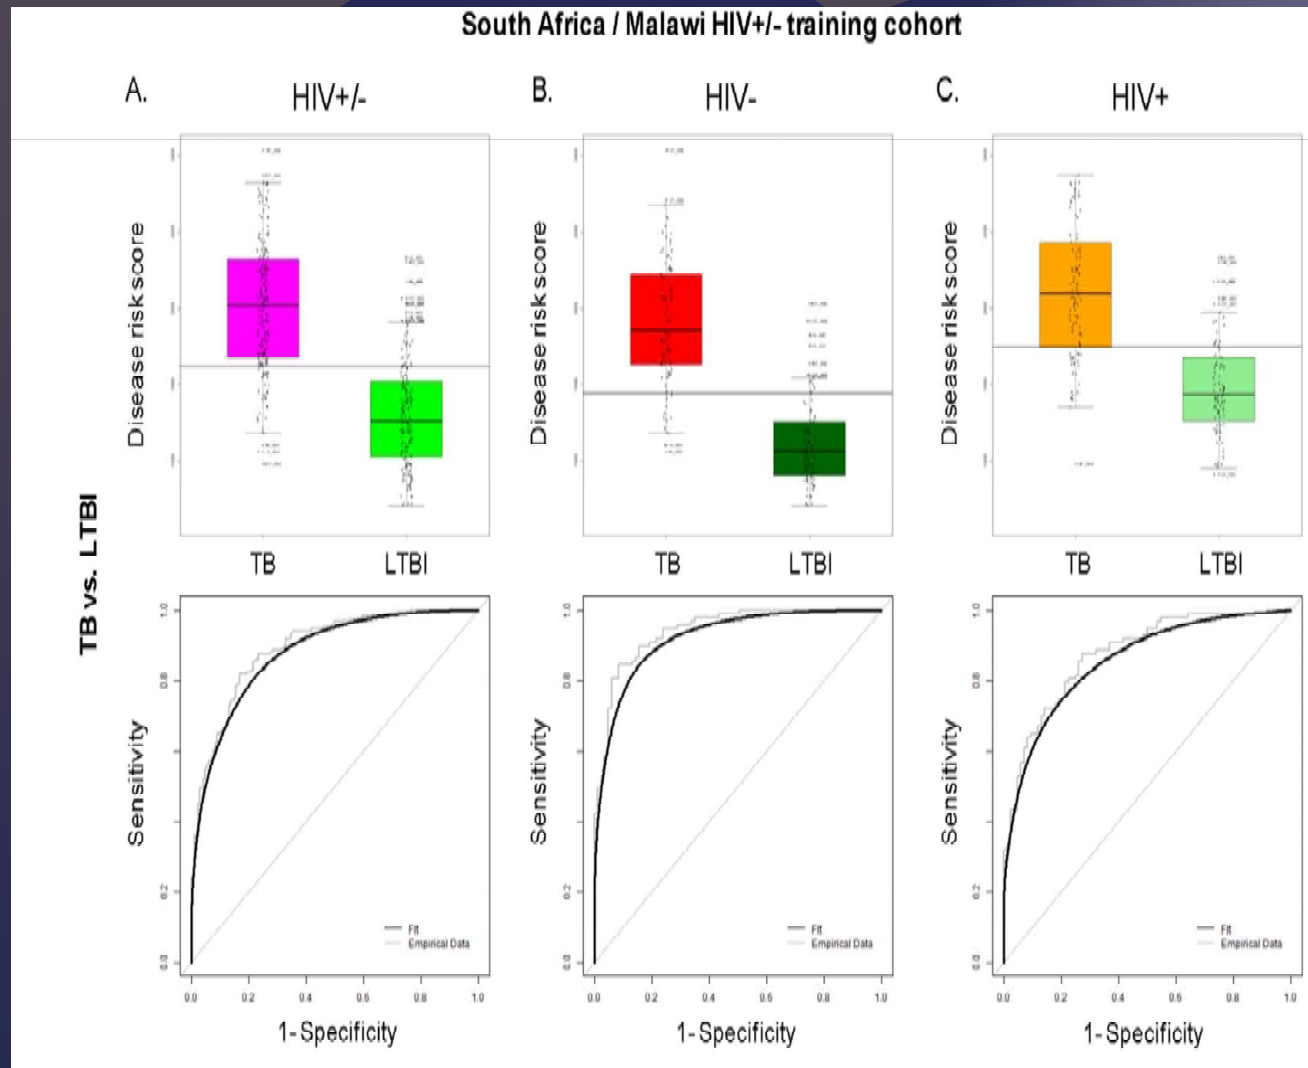 South Africa / Malawi HIV+/- training cohort
A.
HIV+/-
B.
HIV-
C.
HIV+
Disease risk score
Disease risk score
Disease risk score
TB
LTBI
TB
LTBI
TB
LTBI
TB vs. LTBI
Sensitivity
1.0
0.8
0.2
0.0
Fit
Empirical Data
0.0 0.2 0.4 0.6 0.8 1.0
1-Specificity
Sensitivity
1.0
0.8
0.2
0.0
Fit
Empirical Data
0.0 0.2 0.4 0.6 0.8 1.0
1-Specificity
Sensitivity
1.0
0.8
0.2
0.0
Fit
Empirical Data
0.0 0.2 0.4 0.6 0.8 1.0
1-Specificity